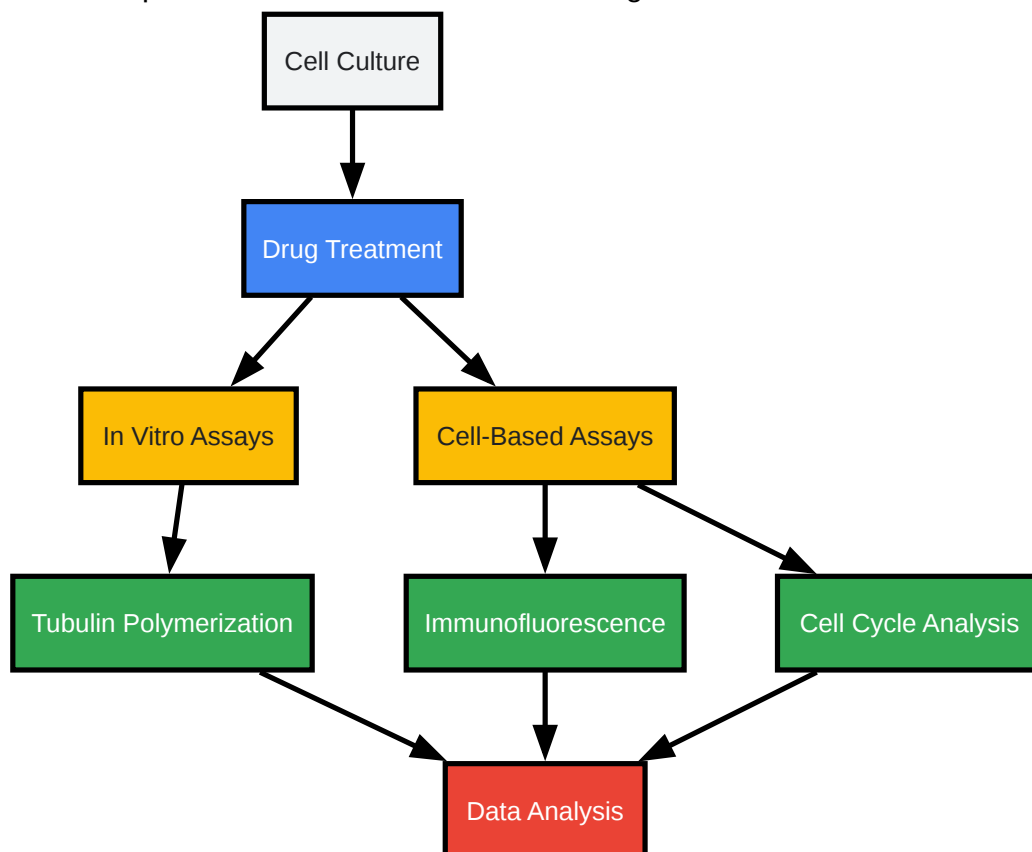 Cell Culture
Drug Treatment
In Vitro Assays
Cell-Based Assays
Tubulin Polymerization
Immunofluorescence
Cell Cycle Analysis
Data Analysis